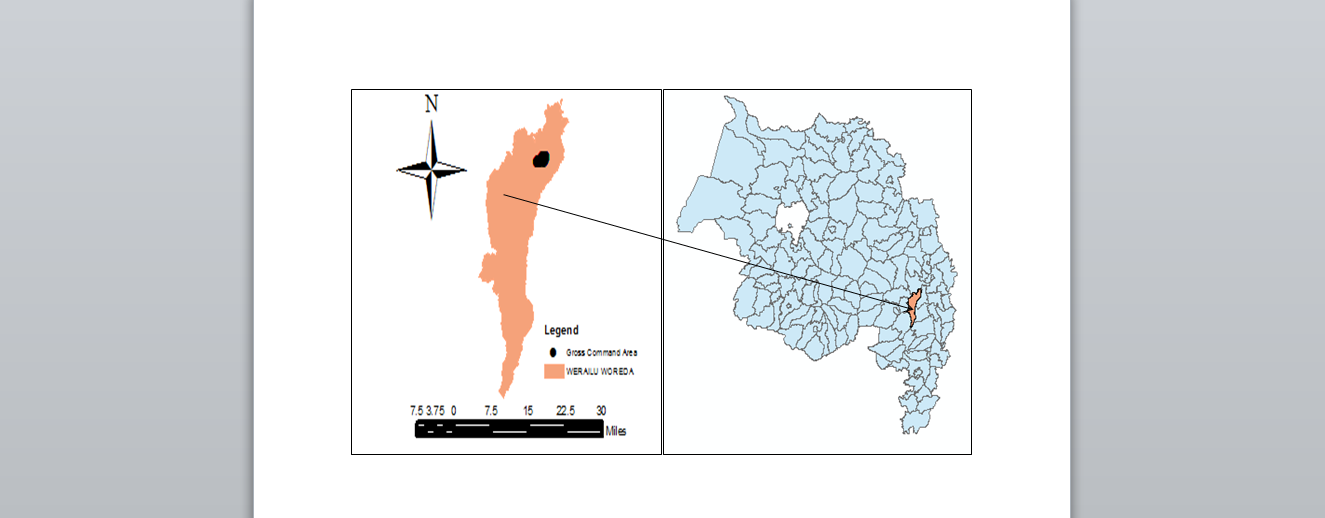 N
Legend
Gross Command Area
WERAILU WOREDA
7.5 3.75 0 7.5 15 22.5 30
Miles